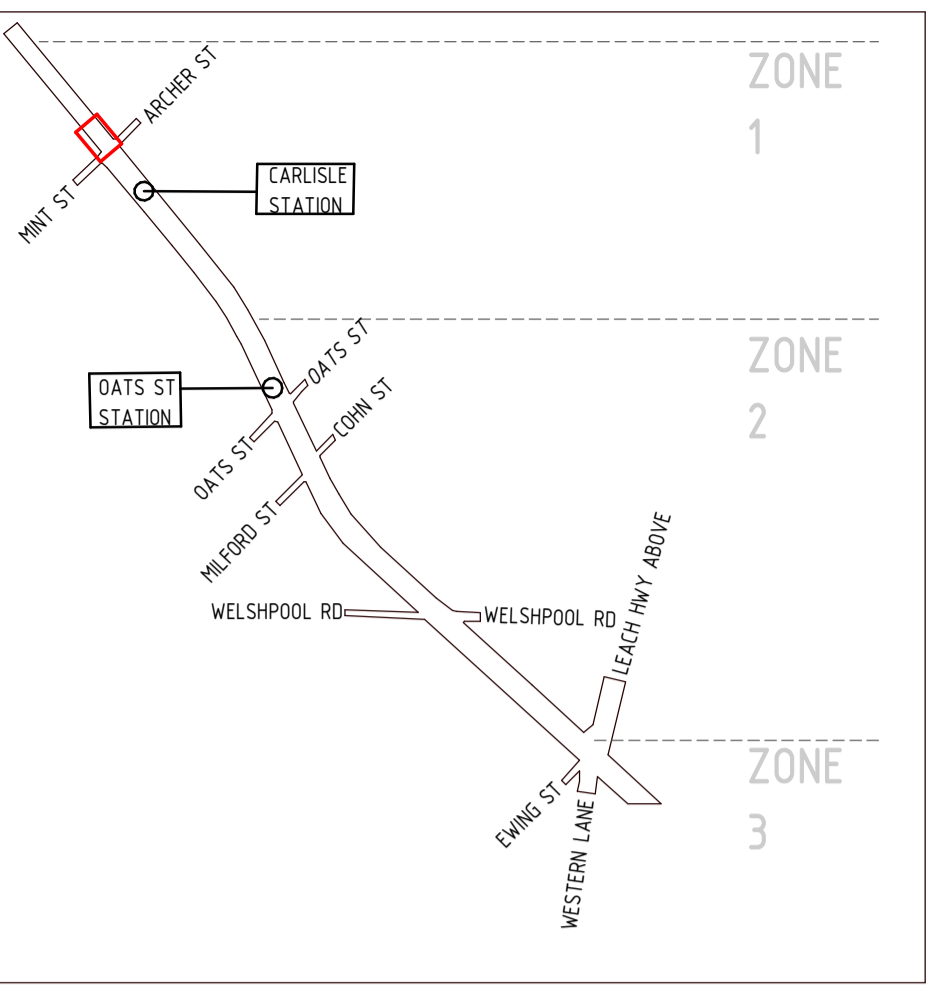 ZONE
1
ARCHER ST
MINT ST
CARLISLE
STATION
ZONE
2
OATS ST
OATS ST
STATION
COHN ST
OATS ST
MILFORD ST
WELSHPOOL RD
WELSHPOOL RD
LEACH HWY ABOVE
ZONE
3
EWING ST
WESTERN LANE